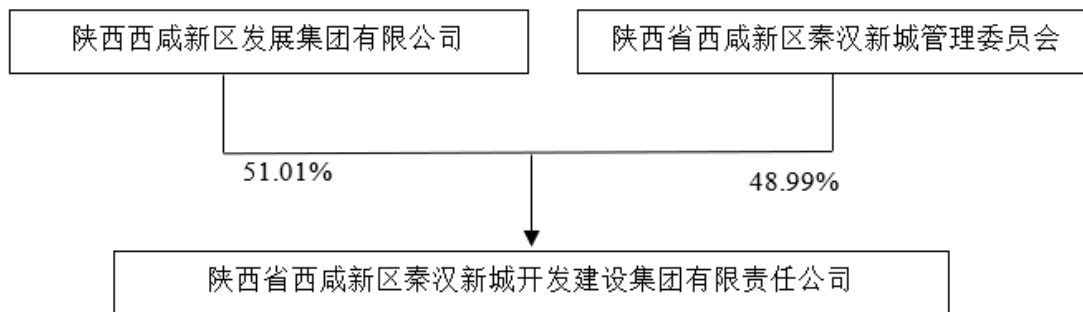 陕西西咸新区发展集团有限公司
陕西省西咸新区秦汉新城管理委员会
51.01%
48.99%
陕西省西咸新区秦汉新城开发建设集团有限责任公司